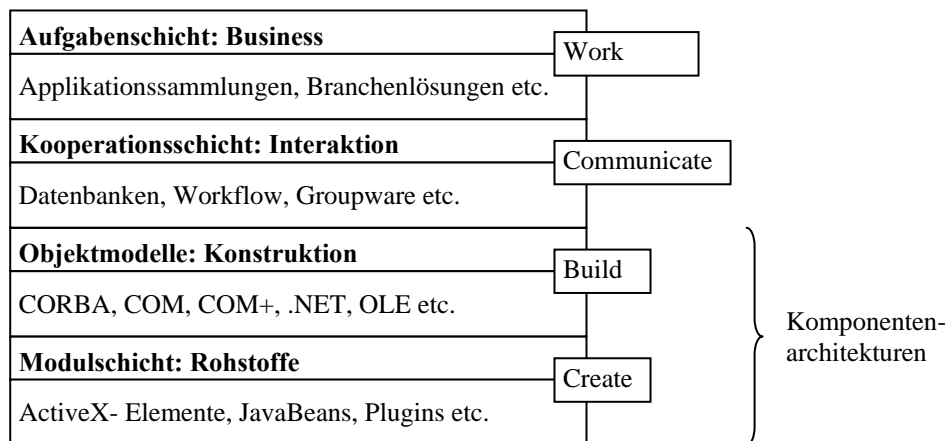 Aufgabenschicht: Business
Work
Applikationssammlungen, Branchenlösungen etc.
Kooperationsschicht: Interaktion
Communicate
Datenbanken, Workflow, Groupware etc.
Objektmodelle: Konstruktion
Build
CORBA, COM, COM+, .NET, OLE etc.
Modulschicht: Rohstoffe
Create
ActiveX- Elemente, JavaBeans, Plugins etc.
Komponenten-
architekturen